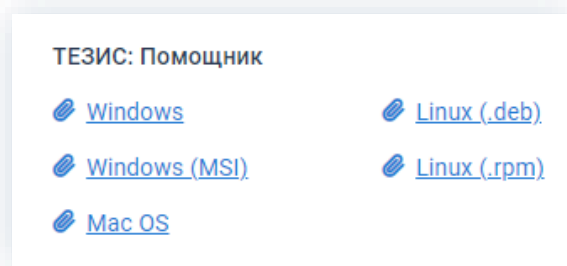 ТЕЗИС: Помощник
Windows
Linux (.deb)
Windows (MSI)
Linux (.rpm)
Mac OS